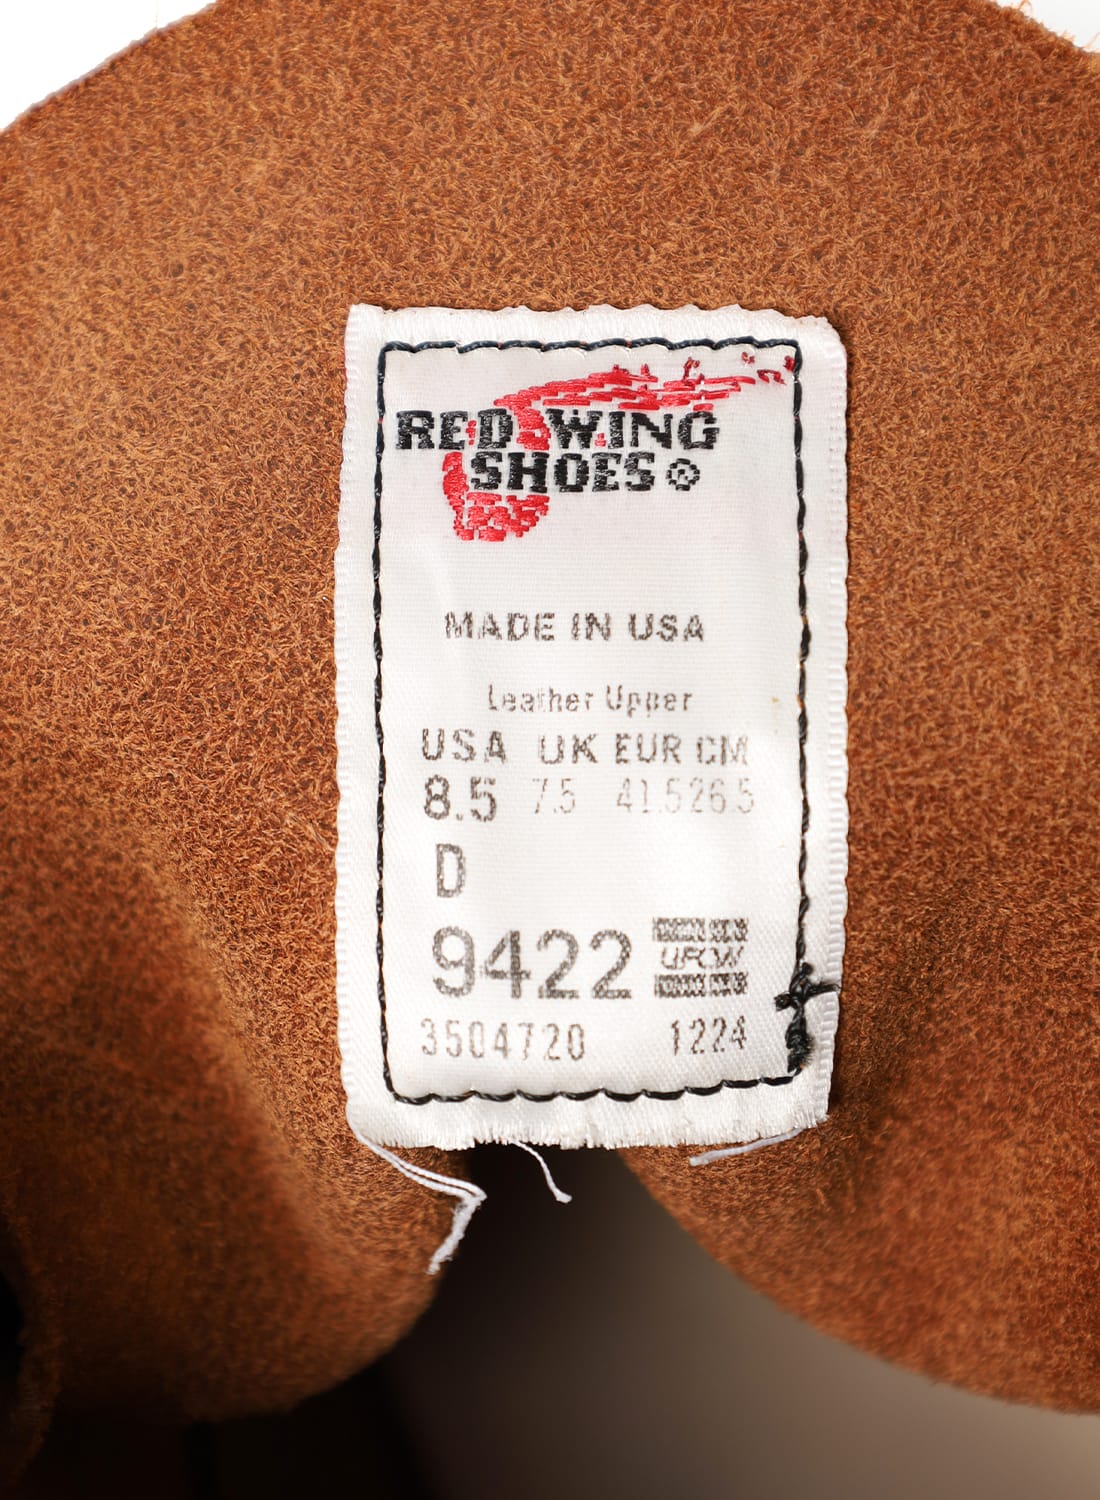 RED WING
SHOES®
MADE IN USA
Leather Upper
USA UK EUR CM
8.5 7.5 41.5 26.5
D
9422 UFCW
3504720 1224